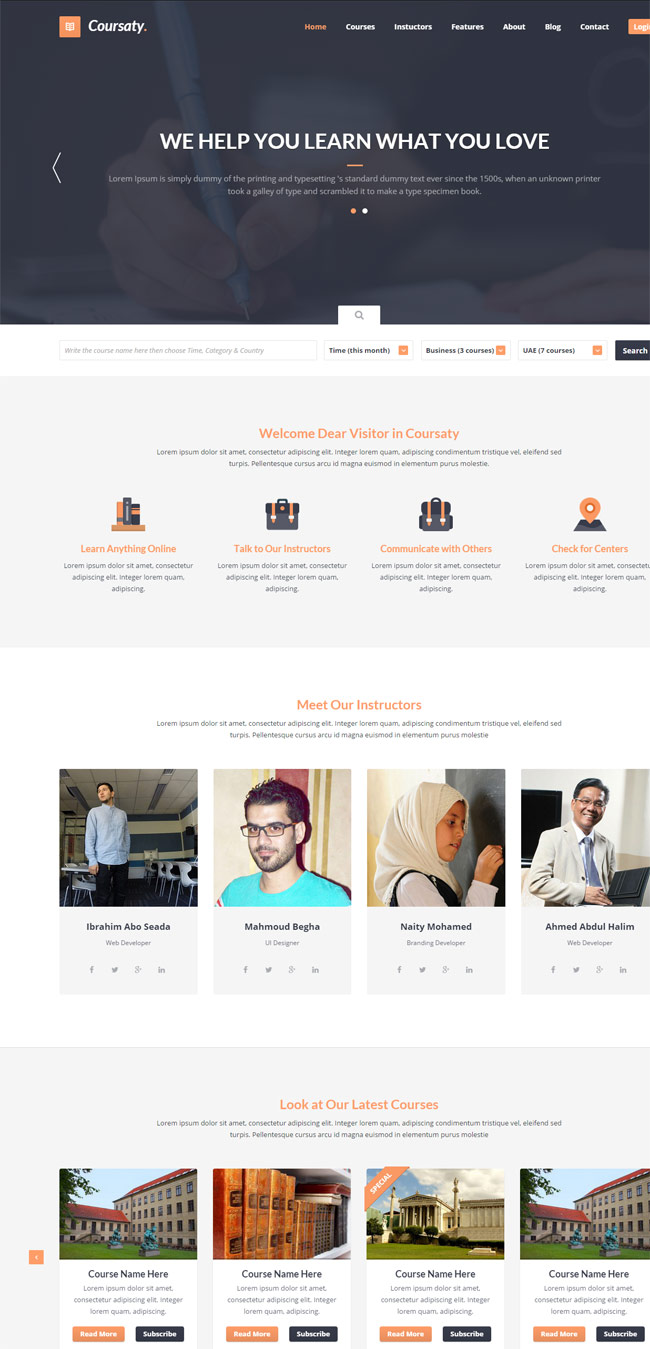 Coursaty.
Home Courses Instuctors Features About Blog Contact Login
WE HELP YOU LEARN WHAT YOU LOVE
Lorem Ipsum is simply dummy of the printing and typesetting 's standard dummy text ever since the 1500s, when an unknown printer
took a galley of type and scrambled it to make a type specimen book.
Write the course name here then choose Time, Category & Country
Time (this month)
Business (3 courses)
UAE (7 courses)
Search
Welcome Dear Visitor in Coursaty
Lorem ipsum dolor sit amet, consectetur adipiscing elit. Integer lorem quam, adipiscing condimentum tristique vel, eleifend sed
turpis. Pellentesque cursus arcu id magna euismod in elementum purus molestie.
Learn Anything Online
Lorem ipsum dolor sit amet, consectetur
adipiscing elit. Integer lorem quam,
adipiscing.
Talk to Our Instructors
Lorem ipsum dolor sit amet, consectetur
adipiscing elit. Integer lorem quam,
adipiscing.
Communicate with Others
Lorem ipsum dolor sit amet, consectetur
adipiscing elit. Integer lorem quam,
adipiscing.
Check for Centers
Lorem ipsum dolor sit amet, consectetu
adipiscing elit. Integer lorem quam,
adipiscing.
Meet Our Instructors
Lorem ipsum dolor sit amet, consectetur adipiscing elit. Integer lorem quam, adipiscing condimentum tristique vel, eleifend sed
turpis. Pellentesque cursus arcu id magna euismod in elementum purus molestie
Ibrahim Abo Seada
Web Developer
Mahmoud Begha
UI Designer
Naity Mohamed
Branding Developer
Ahmed Abdul Halim
Web Developer
Look at Our Latest Courses
Lorem ipsum dolor sit amet, consectetur adipiscing elit. Integer lorem quam, adipiscing condimentum tristique vel, eleifend sed
turpis. Pellentesque cursus arcu id magna euismod in elementum purus molestie
Course Name Here
Lorem ipsum dolor sit amet,
consectetur adipiscing elit. Integer
lorem quam, adipiscing.
Read More
Subscribe
Course Name Here
Lorem ipsum dolor sit amet,
consectetur adipiscing elit. Integer
lorem quam, adipiscing.
Read More
Subscribe
SPECIAL
Course Name Here
Lorem ipsum dolor sit amet,
consectetur adipiscing elit. Integer
lorem quam, adipiscing.
Read More
Subscribe
Course Name Here
Lorem ipsum dolor sit amet,
consectetur adipiscing elit. Integer
lorem quam, adipiscing.
Read More
Subscribe